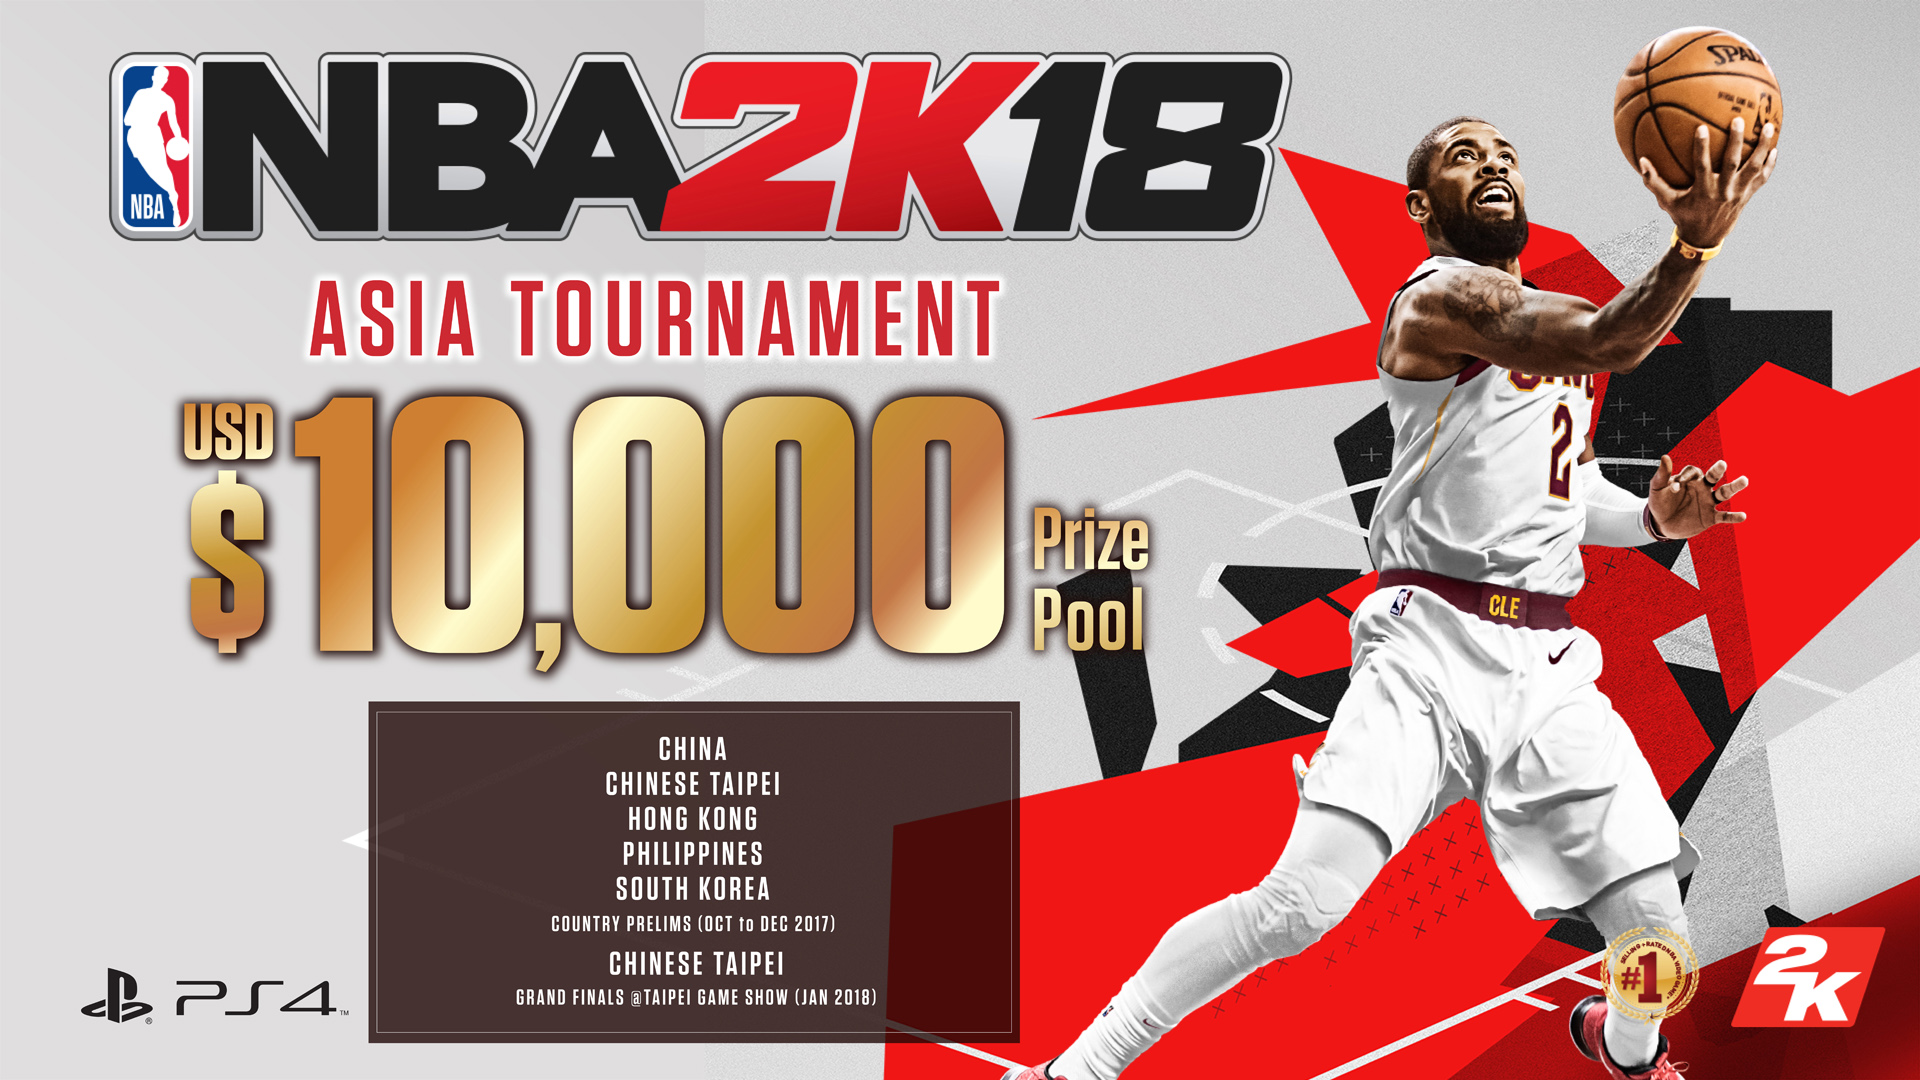 NBA
NBA2K18
ASIA TOURNAMENT
USD
$10,000
Prize
Pool
CHINA
CHINESE TAIPEI
HONG KONG
PHILIPPINES
SOUTH KOREA
COUNTRY PRELIMS (OCT to DEC 2017)
CHINESE TAIPEI
GRAND FINALS @TAIPEI GAME SHOW (JAN 2018)
PS4™
2
CLE
#1
2K